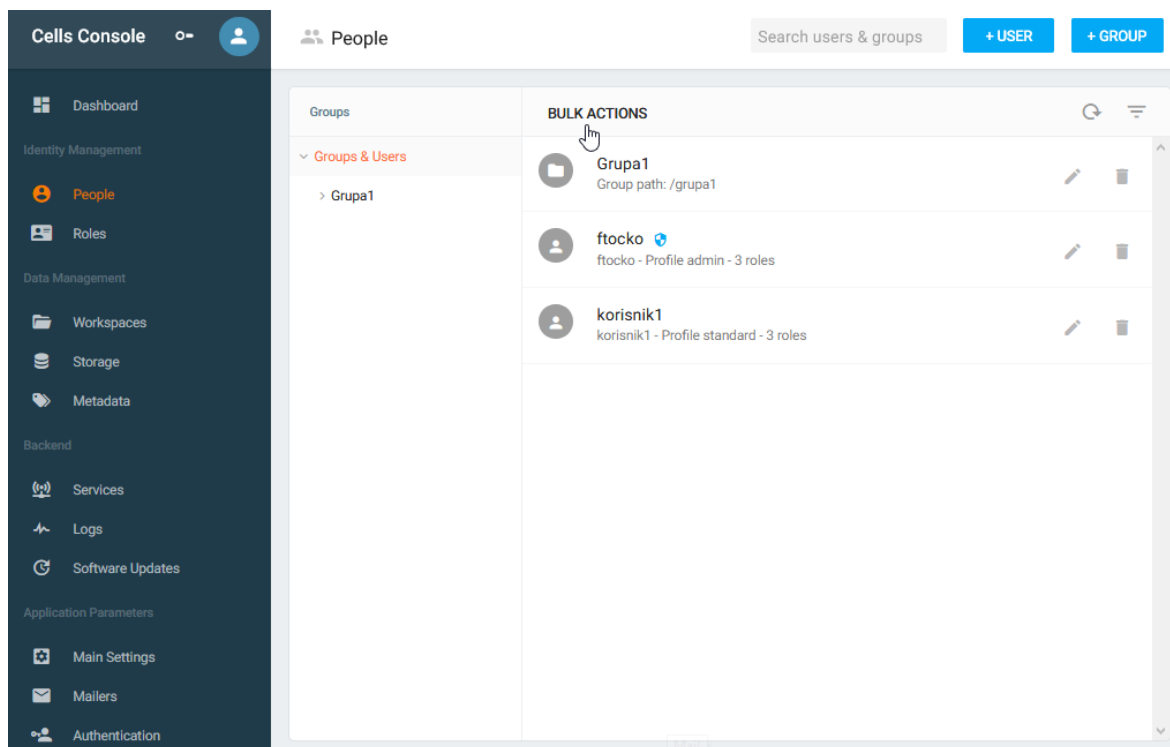 Cells Console
Dashboard
Identity Management
People
Roles
Data Management
Workspaces
Storage
Metadata
Backend
Services
Logs
Software Updates
Application Parameters
Main Settings
Mailers
Authentication
People
Search users & groups
+ USER
+ GROUP
Groups
Groups & Users
Grupa1
BULK ACTIONS
Grupa1
Group path: /grupa1
ftocko
ftocko - Profile admin - 3 roles
korisnik1
korisnik1 - Profile standard - 3 roles